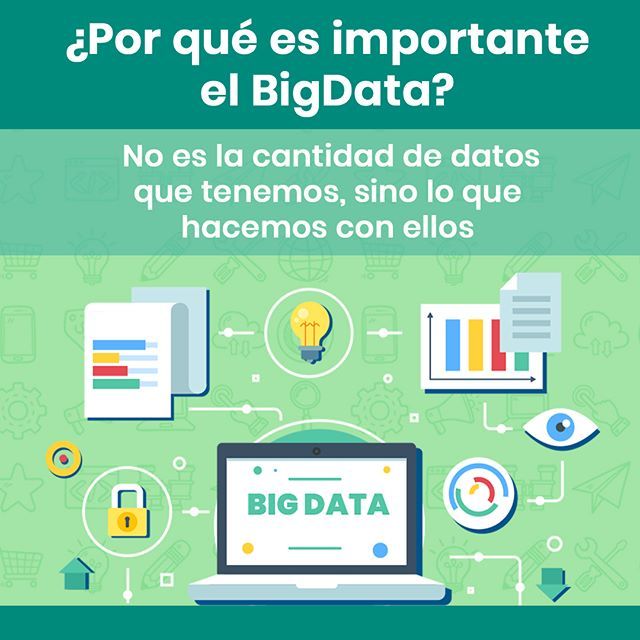 ¿Por qué es importante
el BigData?
No es la cantidad de datos
que tenemos, sino lo que
hacemos con ellos
BIG DATA